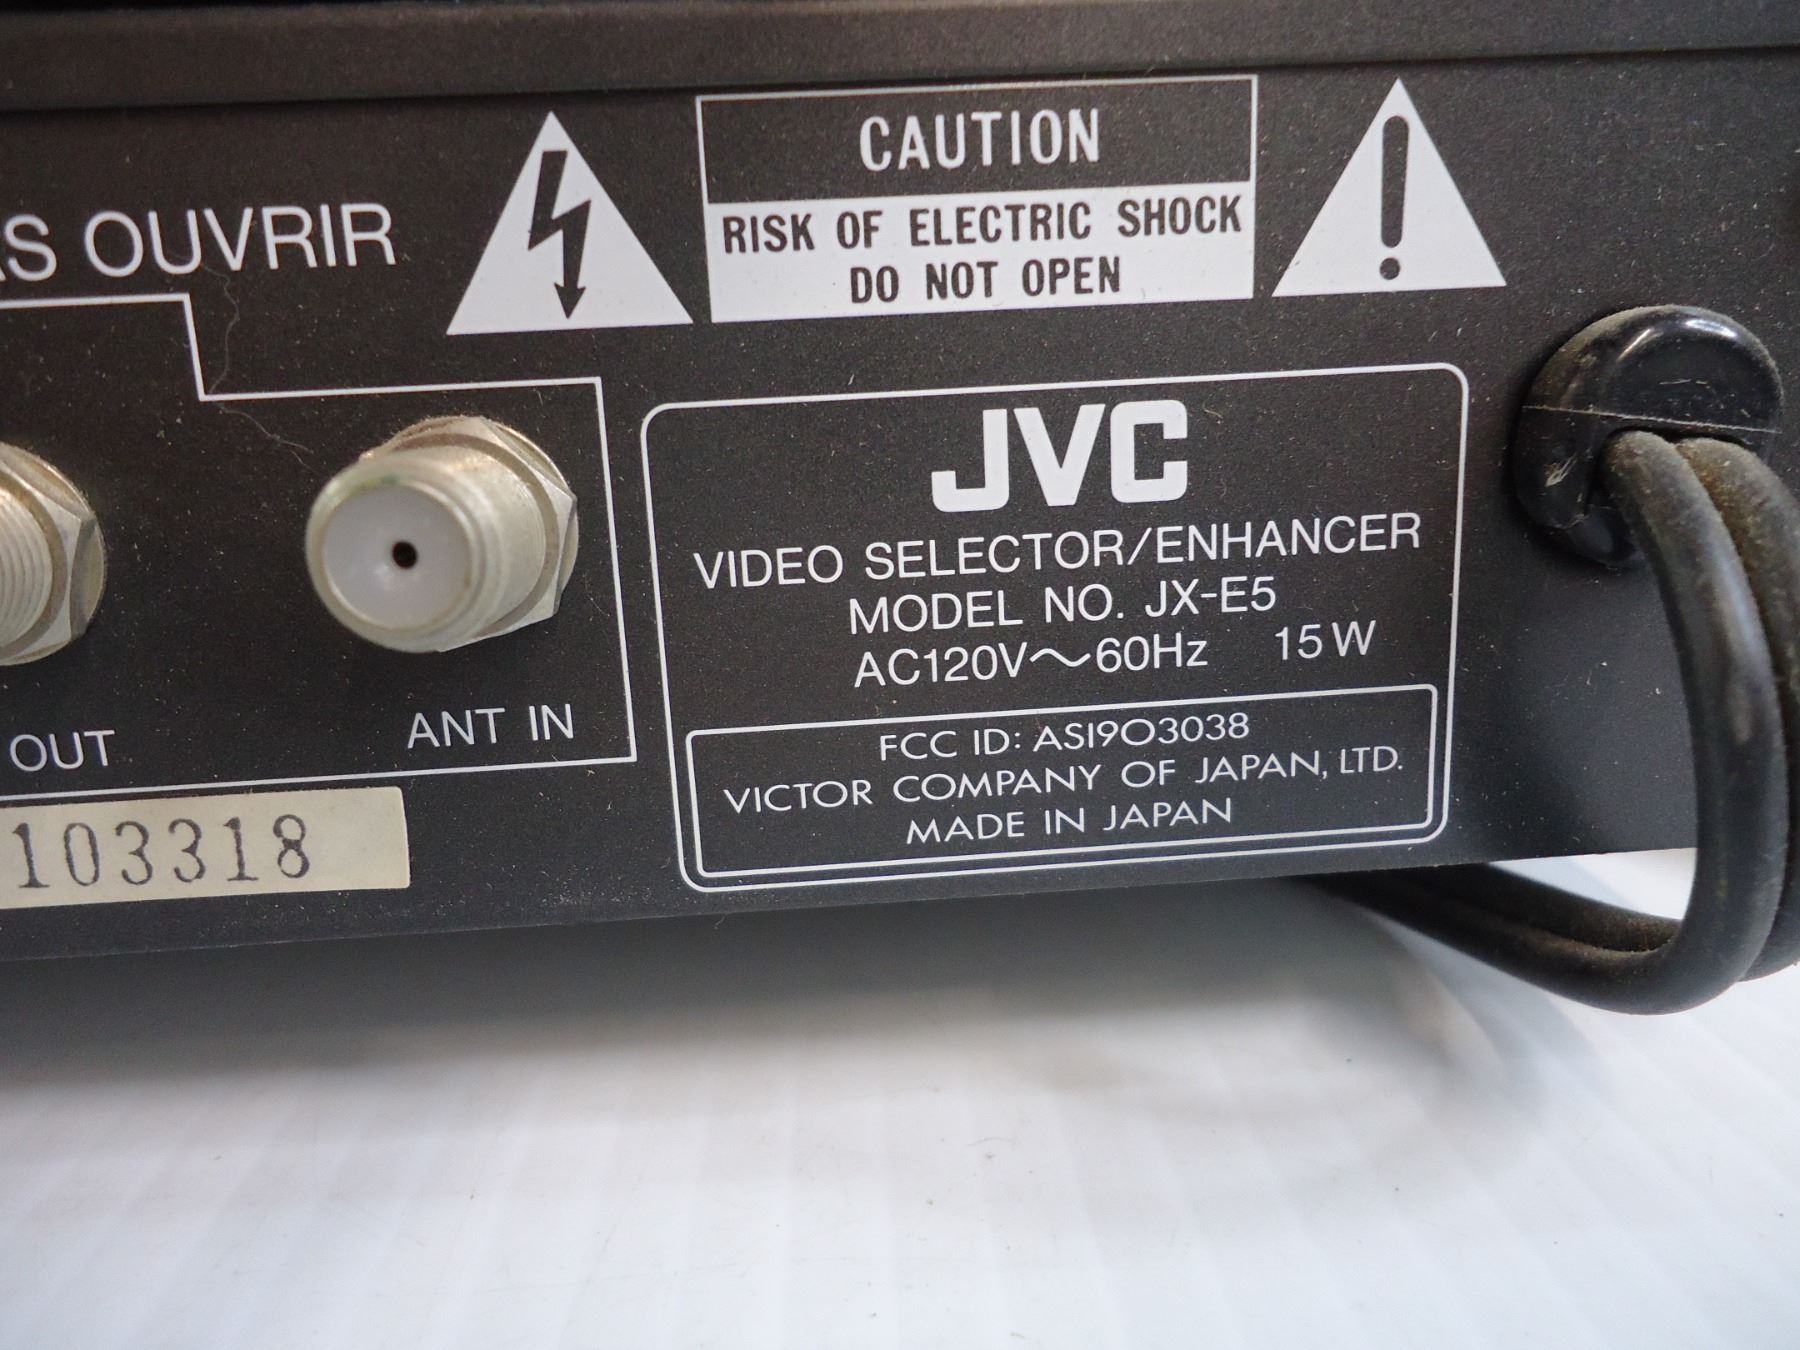 CAUTION
RISK OF ELECTRIC SHOCK
DO NOT OPEN
AS OUVRIR
JVC
VIDEO SELECTOR/ENHANCER
MODEL NO. JX-E5
AC120V～60Hz 15W
FCC ID: ASI9O3038
VICTOR COMPANY OF JAPAN, LTD.
MADE IN JAPAN
OUT
ANT IN
103318